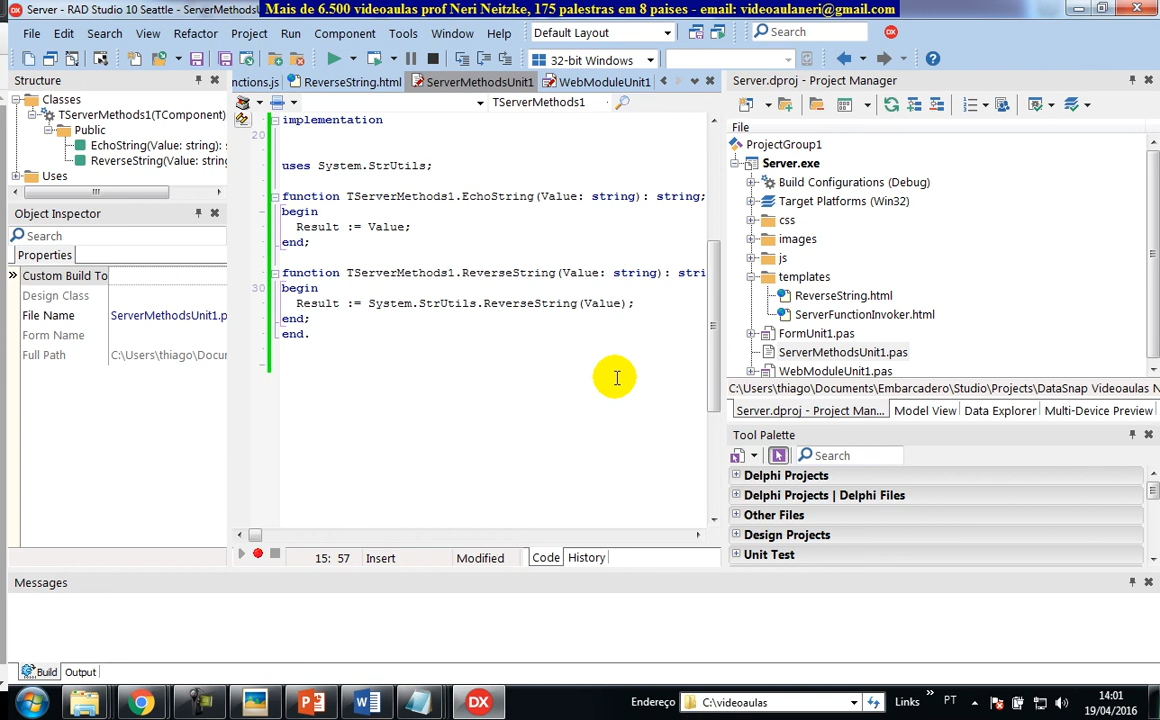 Server - RAD Studio 10 Seattle - ServerMethodsU
Mais de 6.500 videoaulas prof Neri Neitzke, 175 palestras em 8 paises - email: videoaulaneri@gmail.com
File Edit Search View Refactor Project Run Component Tools Window Help
Default Layout
Search
32-bit Windows
Structure
Classes
TServerMethods1(TComponent)
Public
EchoString(Value: string): s
ReverseString(Value: string
Uses
Object Inspector
Search
Properties
Custom Build To
Design Class
File Name ServerMethodsUnit1.p
Form Name
Full Path C:\Users\thiago\Docu
nctions.js ReverseString.html ServerMethodsUnit1 WebModuleUnit1
TServerMethods1
implementation
20
uses System.StrUtils;
function TServerMethods1.EchoString(Value: string): string;
begin
Result := Value;
end;
function TServerMethods1.ReverseString(Value: string): stri
30 begin
Result := System.StrUtils.ReverseString(Value);
end;
end.
15: 57 Insert Modified Code History
Server.dproj - Project Manager
File
ProjectGroup1
Server.exe
Build Configurations (Debug)
Target Platforms (Win32)
css
images
js
templates
ReverseString.html
ServerFunctionInvoker.html
FormUnit1.pas
ServerMethodsUnit1.pas
WebModuleUnit1.pas
C:\Users\thiago\Documents\Embarcadero\Studio\Projects\DataSnap Videoaulas N
Server.dproj - Project Man... Model View Data Explorer Multi-Device Preview
Tool Palette
Search
Delphi Projects
Delphi Projects | Delphi Files
Other Files
Design Projects
Unit Test
Messages
Build Output
DX
Endereço C:\videoaulas
Links »
PT
14:01
19/04/2016